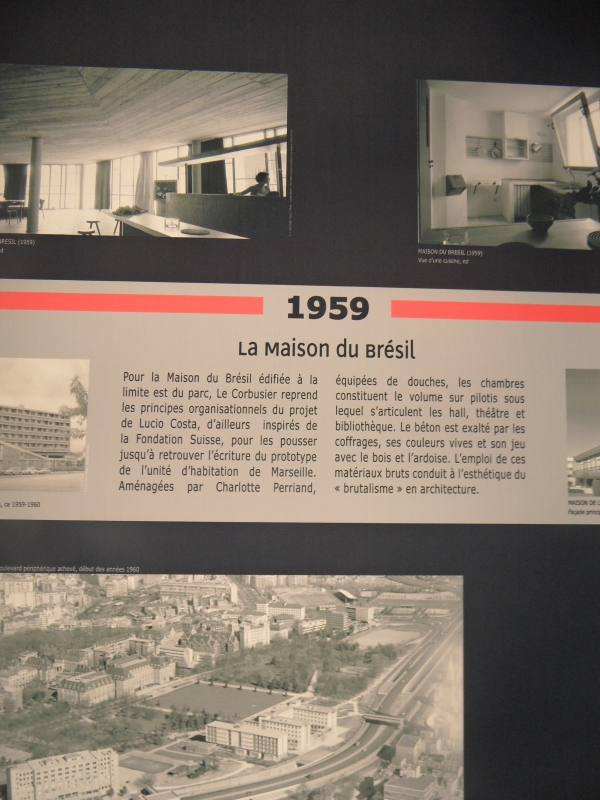 BRÉSIL (1959)
MAISON DU BRÉSIL (1959)
Vue d'une cuisine, nd
1959
La Maison du Brésil
Pour la Maison du Brésil édifiée à la
limite est du parc, Le Corbusier reprend
les principes organisationnels du projet
de Lucio Costa, d'ailleurs inspirés de
la Fondation Suisse, pour les pousser
jusqu'à retrouver l'écriture du prototype
de l'unité d'habitation de Marseille.
Aménagées par Charlotte Perriand,
équipées de douches, les chambres
constituent le volume sur pilotis sous
lequel s'articulent les hall, théâtre et
bibliothèque. Le béton est exalté par les
coffrages, ses couleurs vives et son jeu
avec le bois et l'ardoise. L'emploi de ces
matériaux bruts conduit à l'esthétique du
« brutalisme » en architecture.
, ca 1959-1960
MAISON DE L
Façade princip
oulevard périphérique achevé, début des années 1960